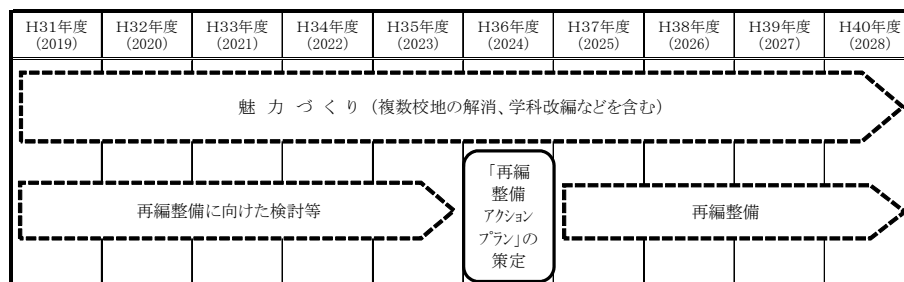 H31年度 H32年度 H33年度 H34年度 H35年度 H36年度 H37年度 H38年度 H39年度 H40年度
(2019) (2020) (2021) (2022) (2023) (2024) (2025) (2026) (2027) (2028)
魅 力 づ く り (複数校地の解消、学科改編などを含む)
再編整備に向けた検討等
「再編
整備
アクション
プラン」の
策定
再編整備